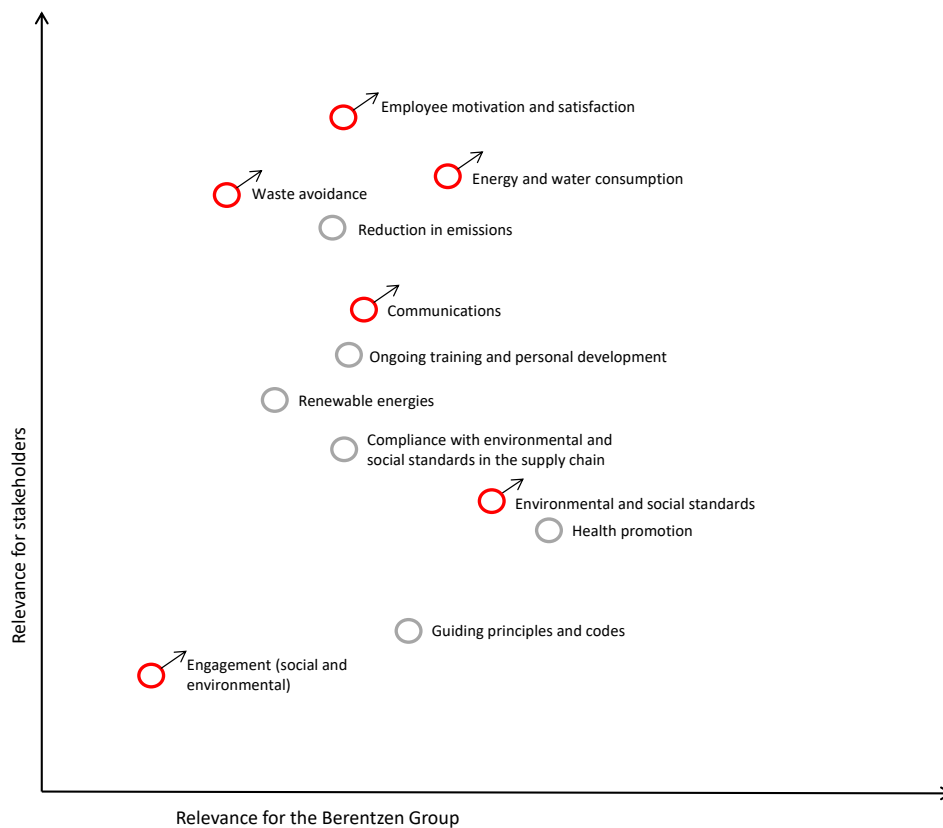 Employee motivation and satisfaction
Energy and water consumption
Waste avoidance
Reduction in emissions
Communications
Ongoing training and personal development
Renewable energies
Compliance with environmental and
social standards in the supply chain
Environmental and social standards
Health promotion
Guiding principles and codes
Engagement (social and
environmental)
Relevance for stakeholders
Relevance for the Berentzen Group